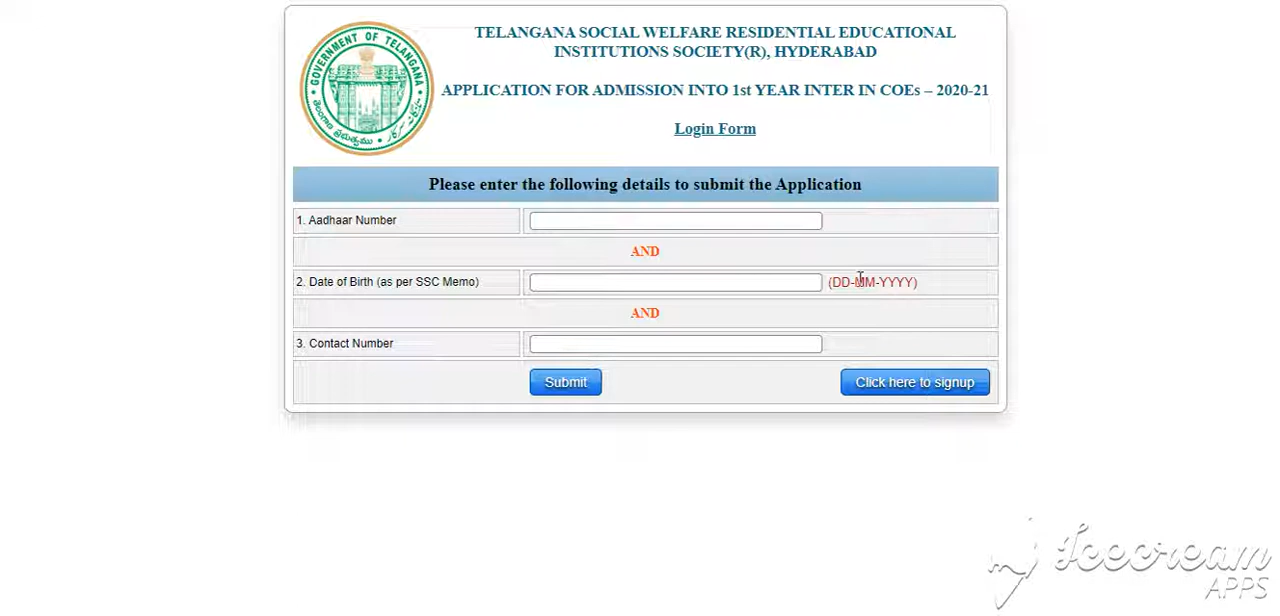 GOVERNMENT OF TELANGANA
తెలంగాణ ప్రభుత్వము
TELANGANA SOCIAL WELFARE RESIDENTIAL EDUCATIONAL
INSTITUTIONS SOCIETY(R), HYDERABAD
APPLICATION FOR ADMISSION INTO 1st YEAR INTER IN COEs – 2020-21
Login Form
Please enter the following details to submit the Application
1. Aadhaar Number
AND
2. Date of Birth (as per SSC Memo)
(DD-MM-YYYY)
AND
3. Contact Number
Submit
Click here to signup
Icecream
APPS